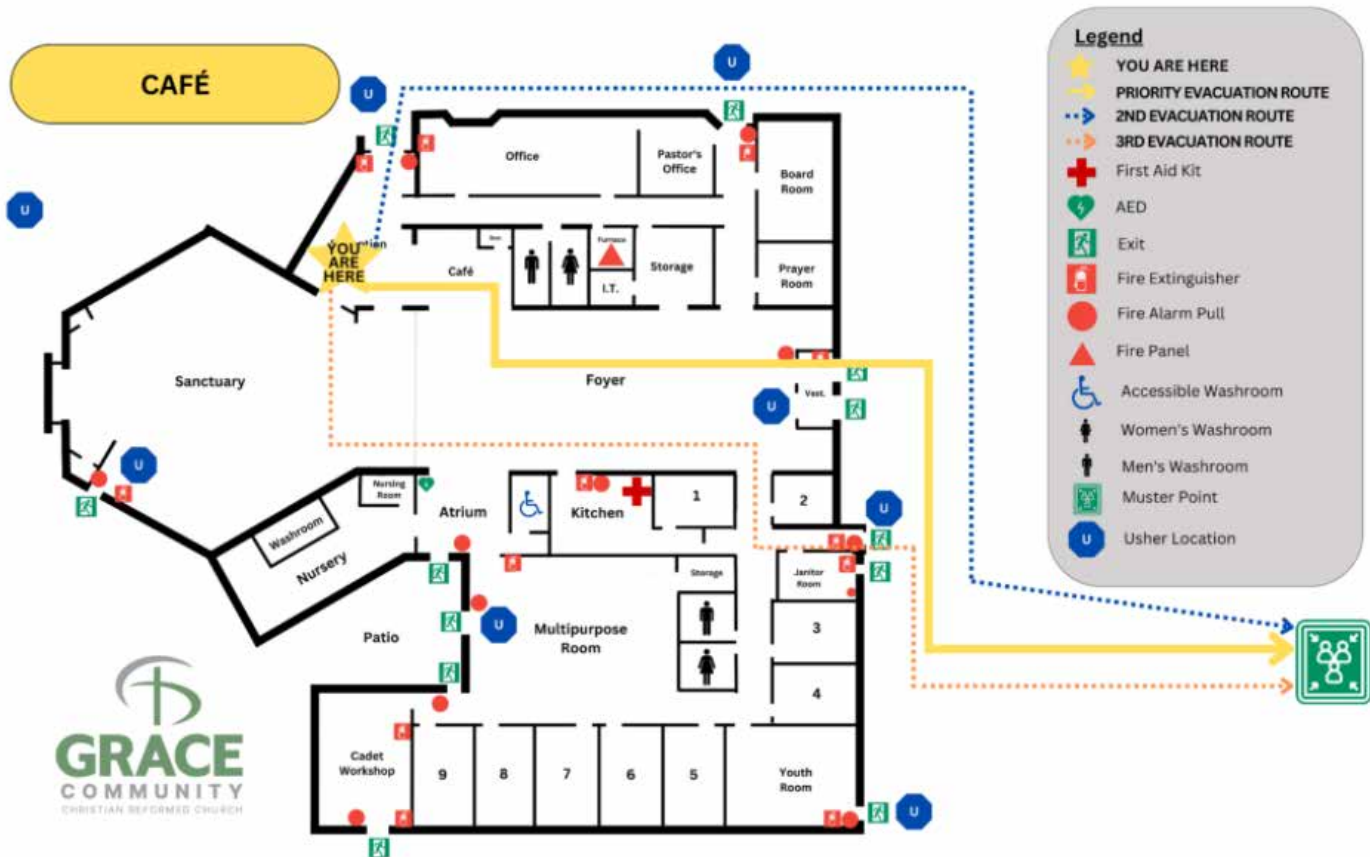 CAFÉ
U
U
U
Office
Pastor's
Office
Board
Room
YOU
ARE
HERE
Café
Furnace
I.T.
Storage
Prayer
Room
Sanctuary
Foyer
Vest.
U
U
Nursing
Room
Atrium
Kitchen
1
2
U
Washroom
Nursery
Storage
Janitor
Room
Patio
U
Multipurpose
Room
3
4
Cadet
Workshop
9
8
7
6
5
Youth
Room
U
GRACE
COMMUNITY
CHRISTIAN REFORMED CHURCH
Legend
YOU ARE HERE
PRIORITY EVACUATION ROUTE
2ND EVACUATION ROUTE
3RD EVACUATION ROUTE
First Aid Kit
AED
Exit
Fire Extinguisher
Fire Alarm Pull
Fire Panel
Accessible Washroom
Women's Washroom
Men's Washroom
Muster Point
U
Usher Location